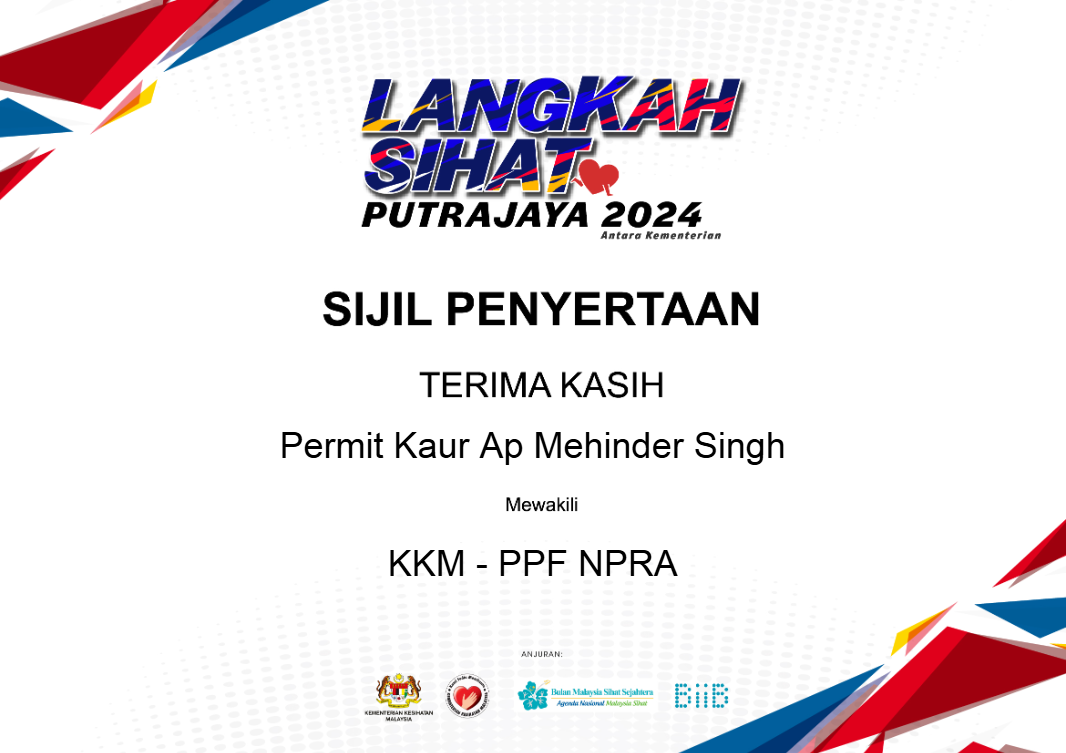 LANGKAH
SIHAT
PUTRAJAYA 2024
Antara Kementerian
SIJIL PENYERTAAN
TERIMA KASIH
Permit Kaur Ap Mehinder Singh
Mewakili
KKM - PPF NPRA
ANJURAN:
KEMENTERIAN KESIHATAN
MALAYSIA
Bulan Malaysia Sihat Sejahtera
Agenda Nasional Malaysia Sihat
BiiB